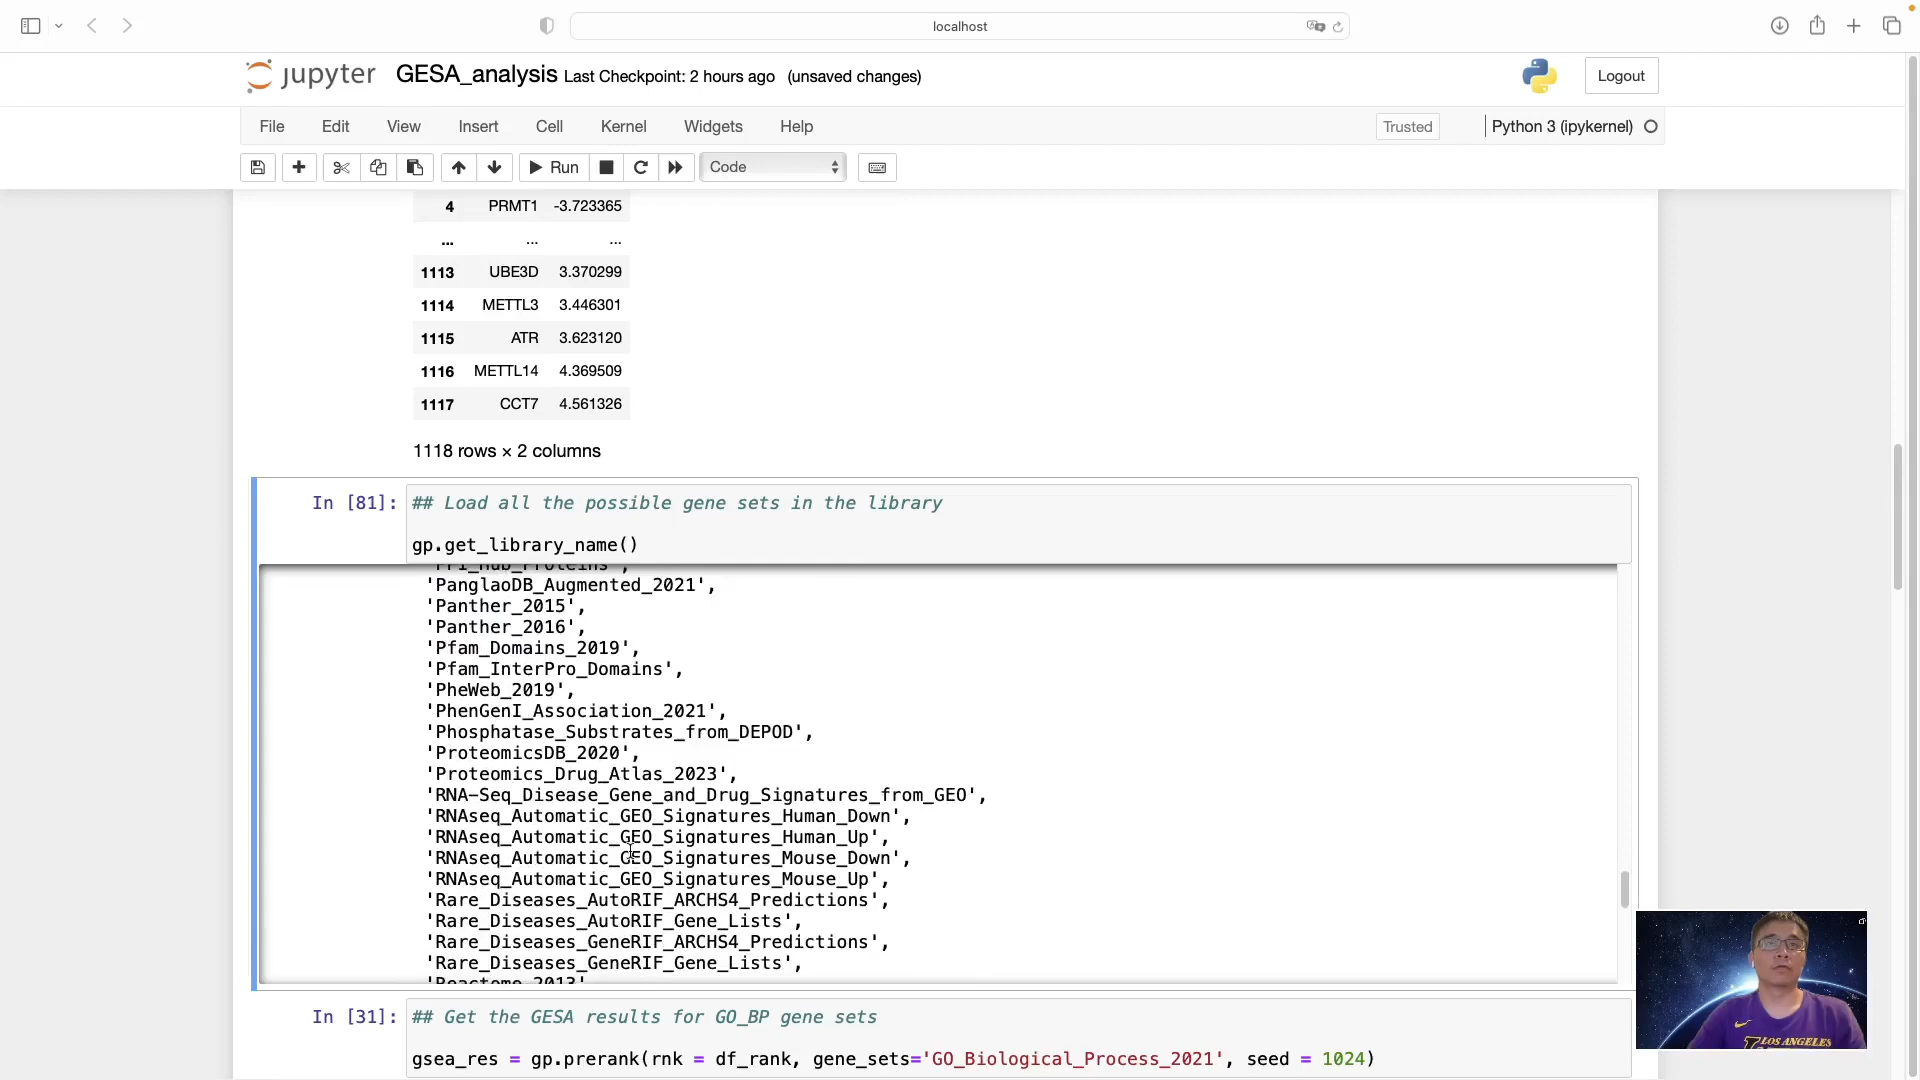 localhost
jupyter GESA_analysis Last Checkpoint: 2 hours ago (unsaved changes)
Logout
File Edit View Insert Cell Kernel Widgets Help
Trusted
Python 3 (ipykernel)
Run
Code
4 PRMT1 -3.723365
... ... ...
1113 UBE3D 3.370299
1114 METTL3 3.446301
1115 ATR 3.623120
1116 METTL14 4.369509
1117 CCT7 4.561326
1118 rows × 2 columns
In [81]: ## Load all the possible gene sets in the library
gp.get_library_name()
'PPI_Hub_Proteins',
'PanglaoDB_Augmented_2021',
'Panther_2015',
'Panther_2016',
'Pfam_Domains_2019',
'Pfam_InterPro_Domains',
'PheWeb_2019',
'PhenGenI_Association_2021',
'Phosphatase_Substrates_from_DEPOD',
'ProteomicsDB_2020',
'Proteomics_Drug_Atlas_2023',
'RNA-Seq_Disease_Gene_and_Drug_Signatures_from_GEO',
'RNAseq_Automatic_GEO_Signatures_Human_Down',
'RNAseq_Automatic_GEO_Signatures_Human_Up',
'RNAseq_Automatic_GEO_Signatures_Mouse_Down',
'RNAseq_Automatic_GEO_Signatures_Mouse_Up',
'Rare_Diseases_AutoRIF_ARCHS4_Predictions',
'Rare_Diseases_AutoRIF_Gene_Lists',
'Rare_Diseases_GeneRIF_ARCHS4_Predictions',
'Rare_Diseases_GeneRIF_Gene_Lists',
'Reactome_2013'
In [31]: ## Get the GESA results for GO_BP gene sets
gsea_res = gp.prerank(rnk = df_rank, gene_sets='GO_Biological_Process_2021', seed = 1024)
LOS ANGELES